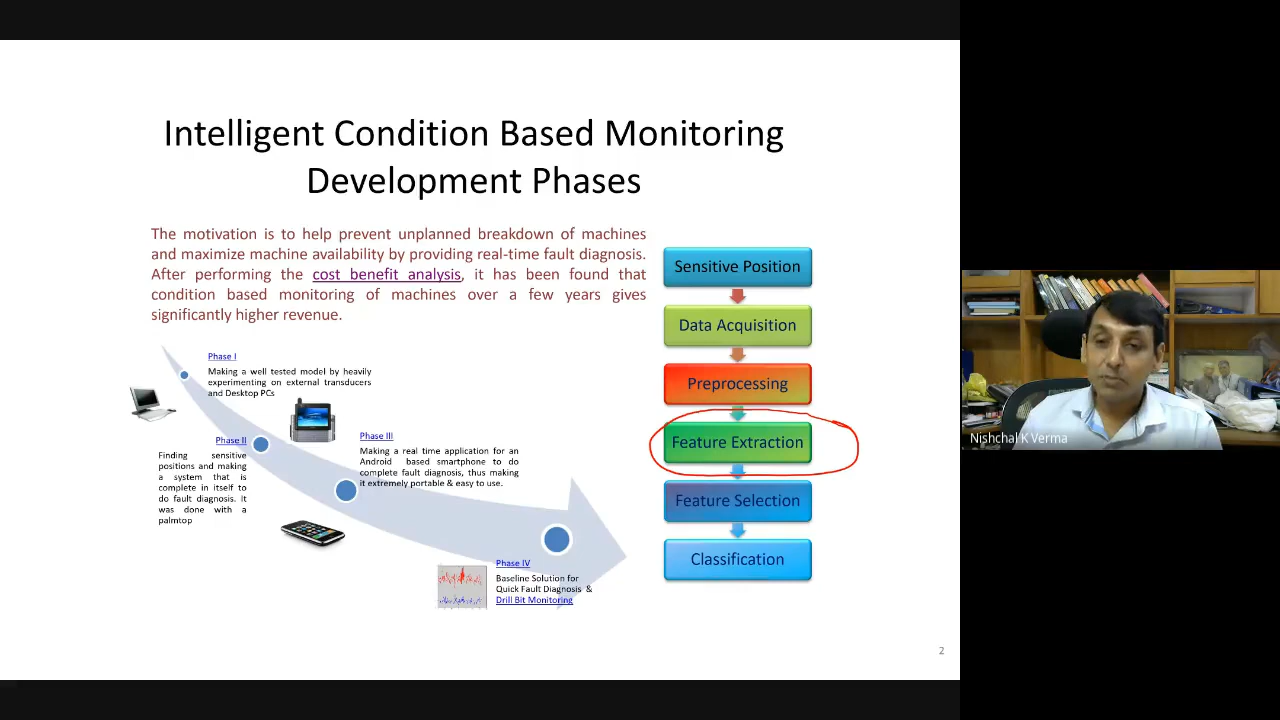 Intelligent Condition Based Monitoring
Development Phases
The motivation is to help prevent unplanned breakdown of machines
and maximize machine availability by providing real-time fault diagnosis.
After performing the cost benefit analysis, it has been found that
condition based monitoring of machines over a few years gives
significantly higher revenue.
Phase I
Making a well tested model by heavily
experimenting on external transducers
and Desktop PCs
Phase II
Finding sensitive
positions and making
a system that is
complete in itself to
do fault diagnosis. It
was done with a
palmtop
Phase III
Making a real time application for an
Android based smartphone to do
complete fault diagnosis, thus making
it extremely portable & easy to use.
Phase IV
Baseline Solution for
Quick Fault Diagnosis &
Drill Bit Monitoring
Sensitive Position
Data Acquisition
Preprocessing
Feature Extraction
Feature Selection
Classification
2
Nishchal K Verma